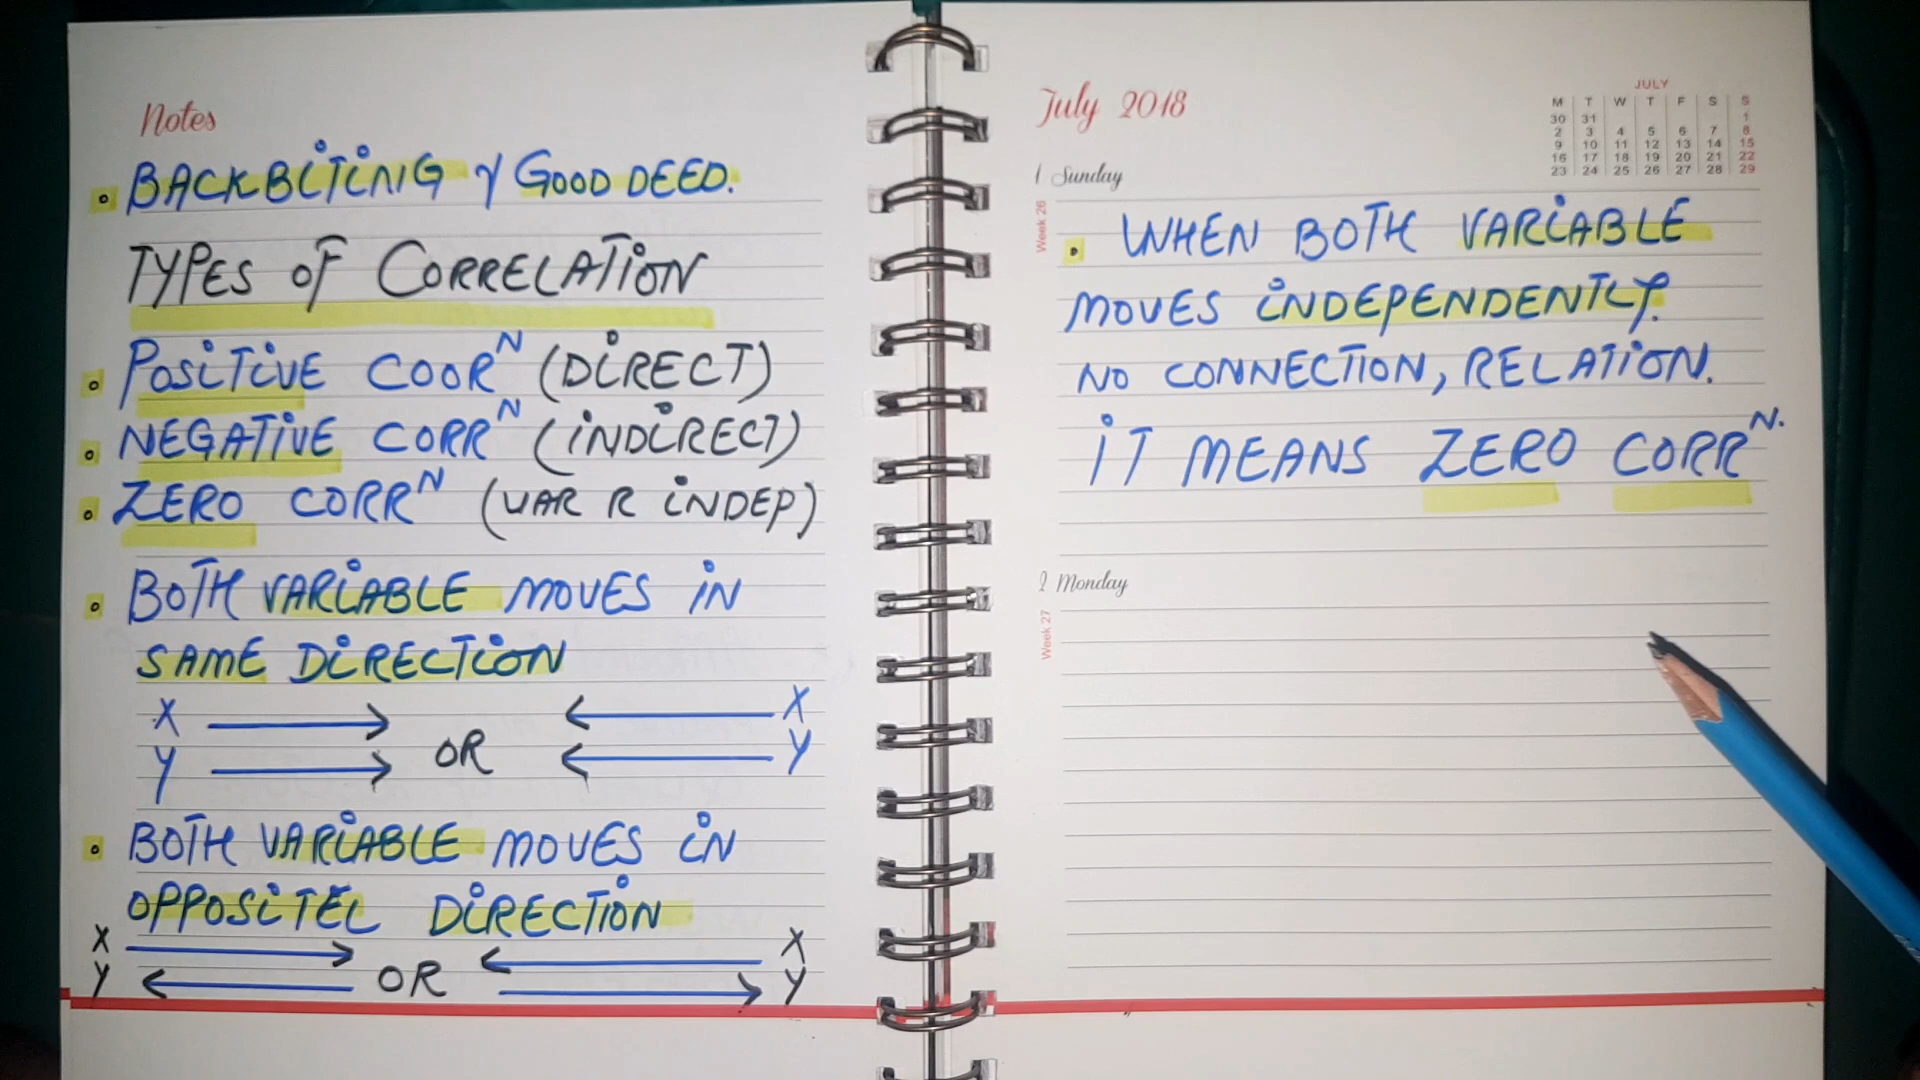 Notes
• BACKBITING Y GOOD DEED.
TYPES OF CORRELATION
• POSITIVE COORᴺ (DIRECT)
• NEGATIVE CORRᴺ (INDIRECT)
• ZERO CORRᴺ (VAR R INDEP)
• BOTH VARIABLE MOVES IN
SAME DIRECTION
X → OR ← X
Y → ← Y
• BOTH VARIABLE MOVES IN
OPPOSITEL DIRECTION
X → OR ← X
Y ← → Y
July 2018
JULY
M T W T F S S
30 31 1
2 3 4 5 6 7 8
9 10 11 12 13 14 15
16 17 18 19 20 21 22
23 24 25 26 27 28 29
1 Sunday
Week 26
• WHEN BOTH VARIABLE
MOVES INDEPENDENTLY.
NO CONNECTION, RELATION.
IT MEANS ZERO CORRᴺ.
2 Monday
Week 27